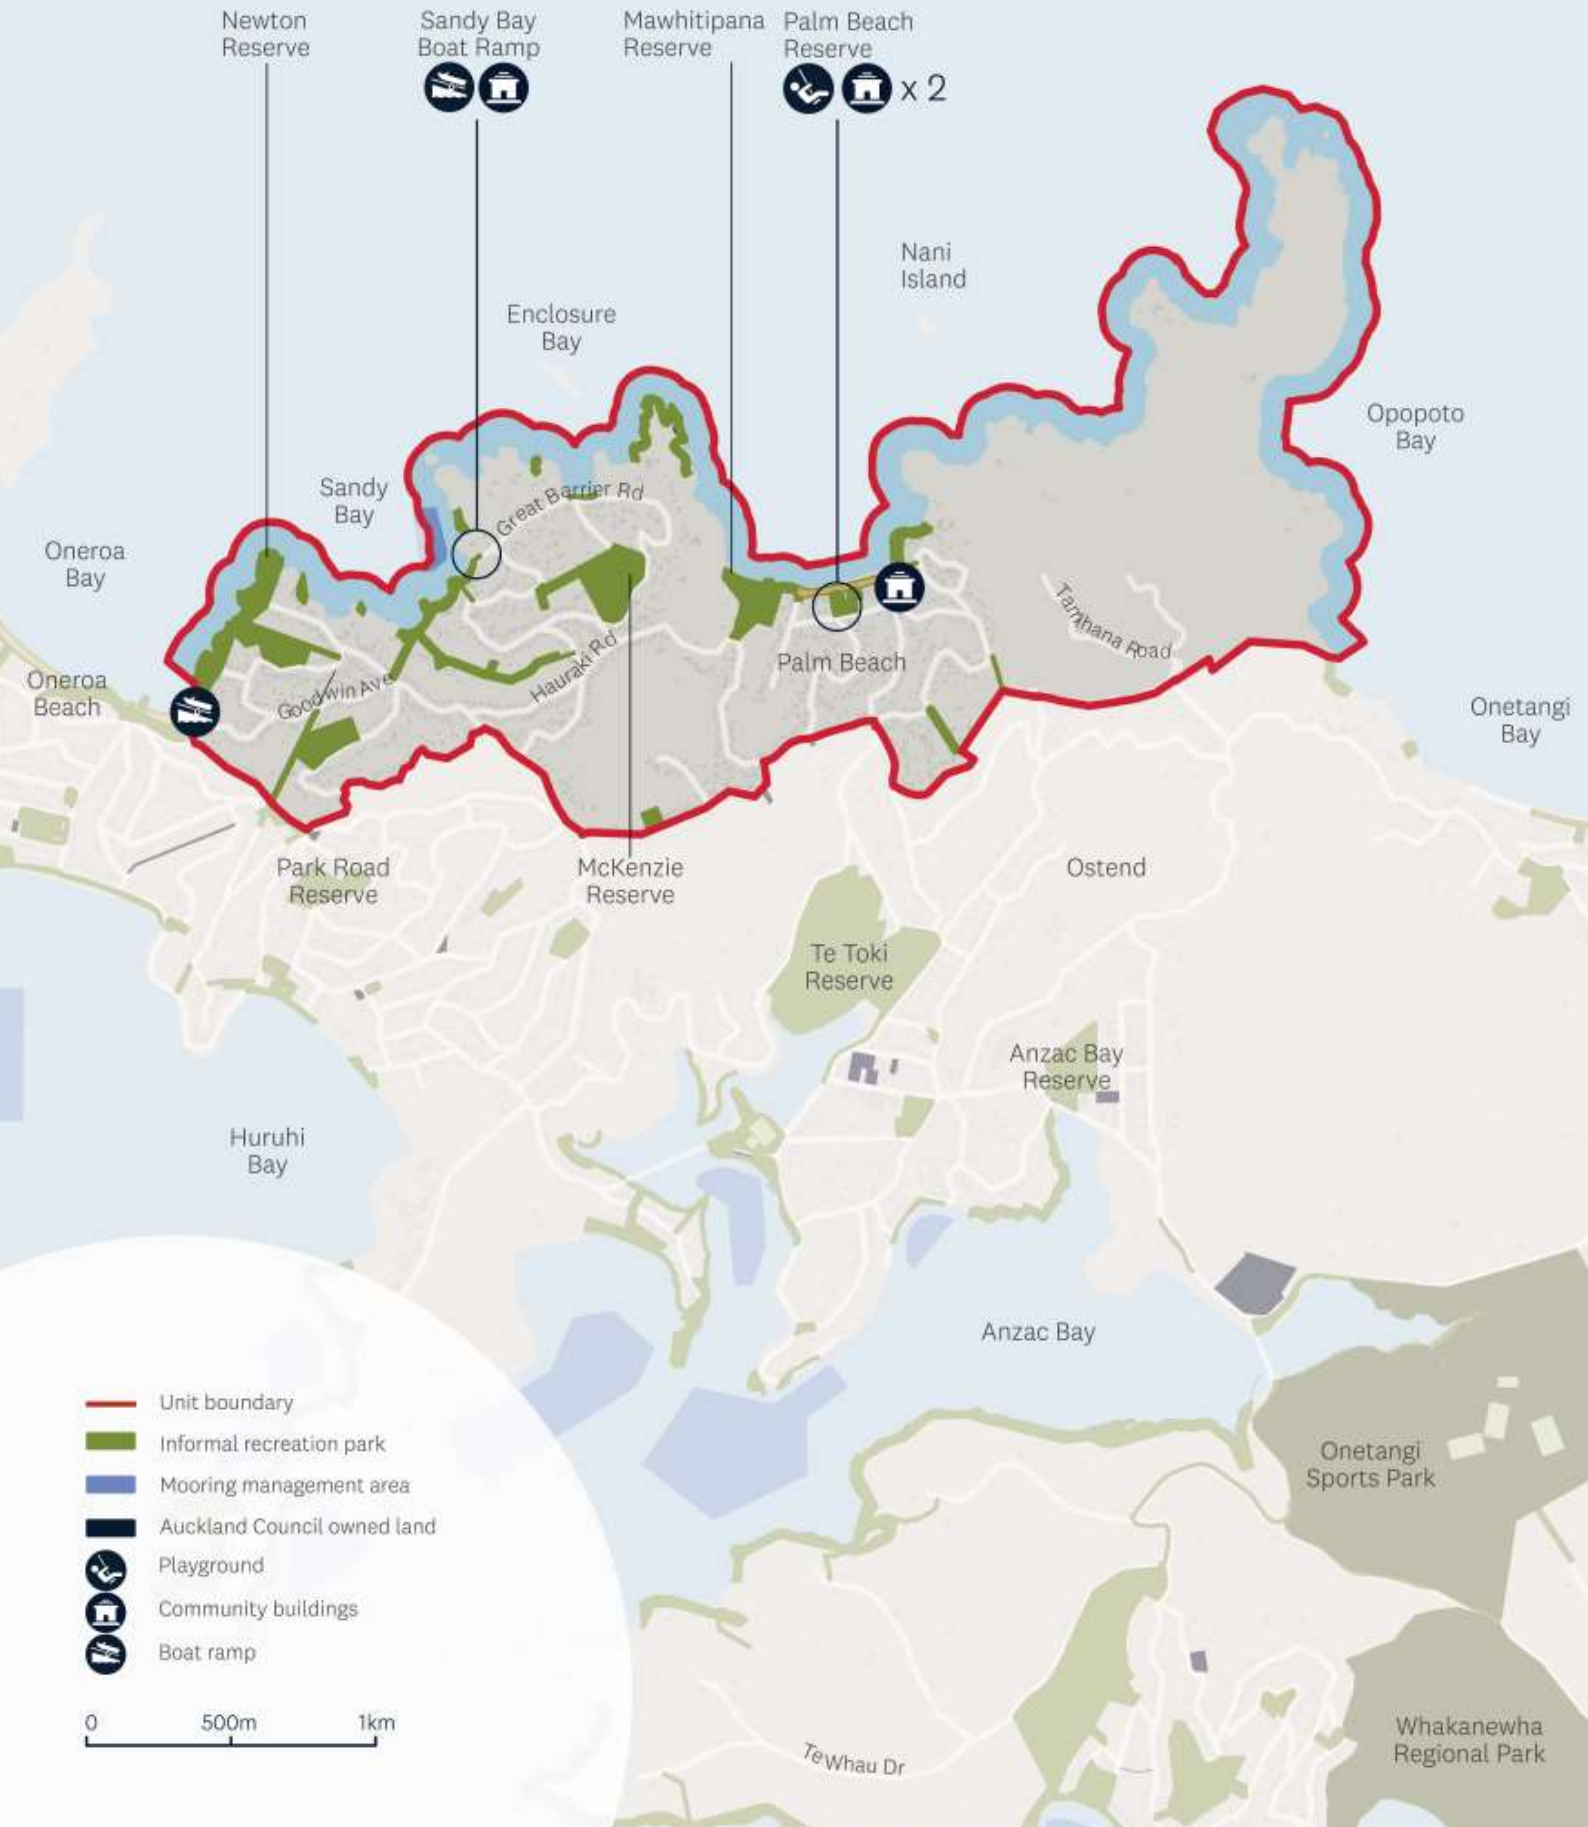 Newton
Reserve
Sandy Bay
Boat Ramp
Mawhitipana
Reserve
Palm Beach
Reserve
x 2
Nani
Island
Enclosure
Bay
Opopoto
Bay
Sandy
Bay
Great Barrier Rd
Oneroa
Bay
Tamihana Road
Hauraki Rd
Palm Beach
Goodwin Ave
Oneroa
Beach
Onetangi
Bay
Park Road
Reserve
McKenzie
Reserve
Ostend
Te Toki
Reserve
Anzac Bay
Reserve
Huruhi
Bay
Anzac Bay
Unit boundary
Informal recreation park
Mooring management area
Auckland Council owned land
Playground
Community buildings
Boat ramp
0 500m 1km
Onetangi
Sports Park
Whakanewha
Regional Park
TeWhau Dr